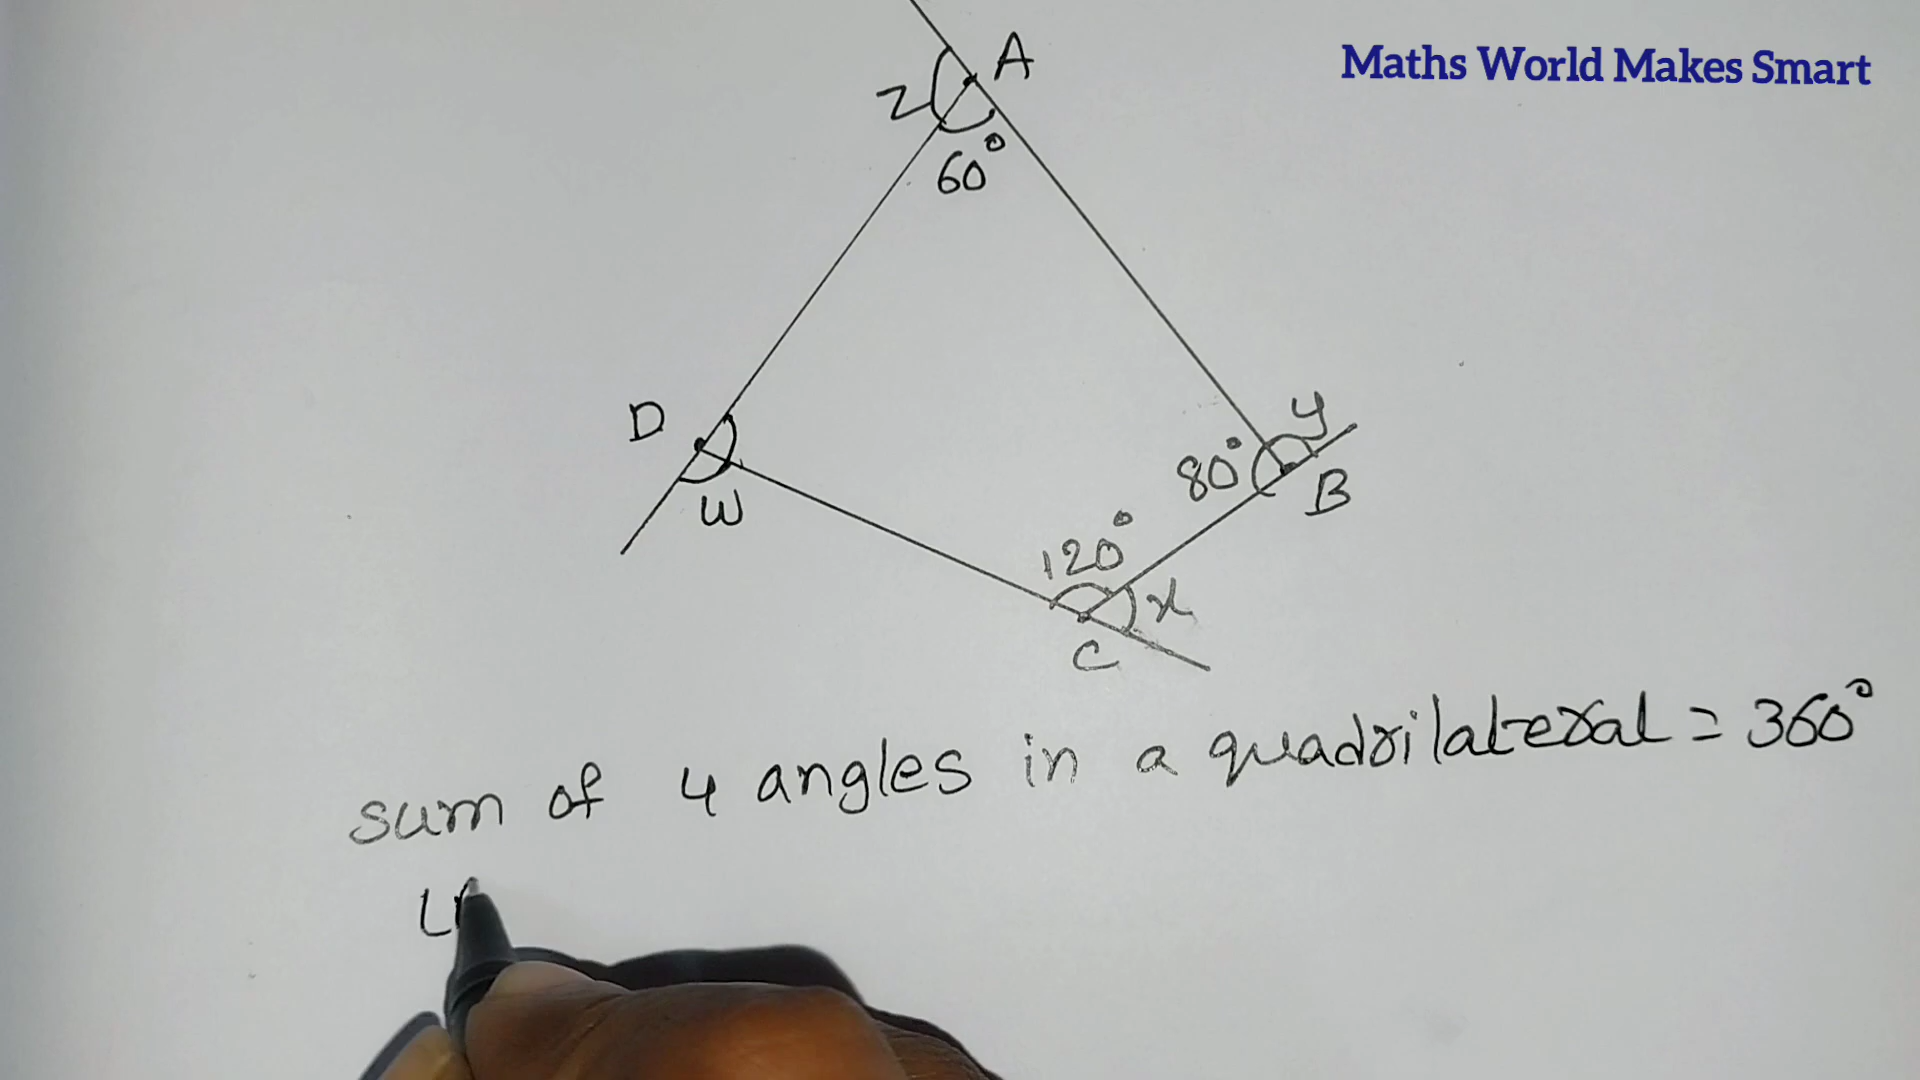 Maths World Makes Smart
A
z
60°
D
y
80°
B
w
120°
x
C
sum of 4 angles in a quadrilateral = 360°